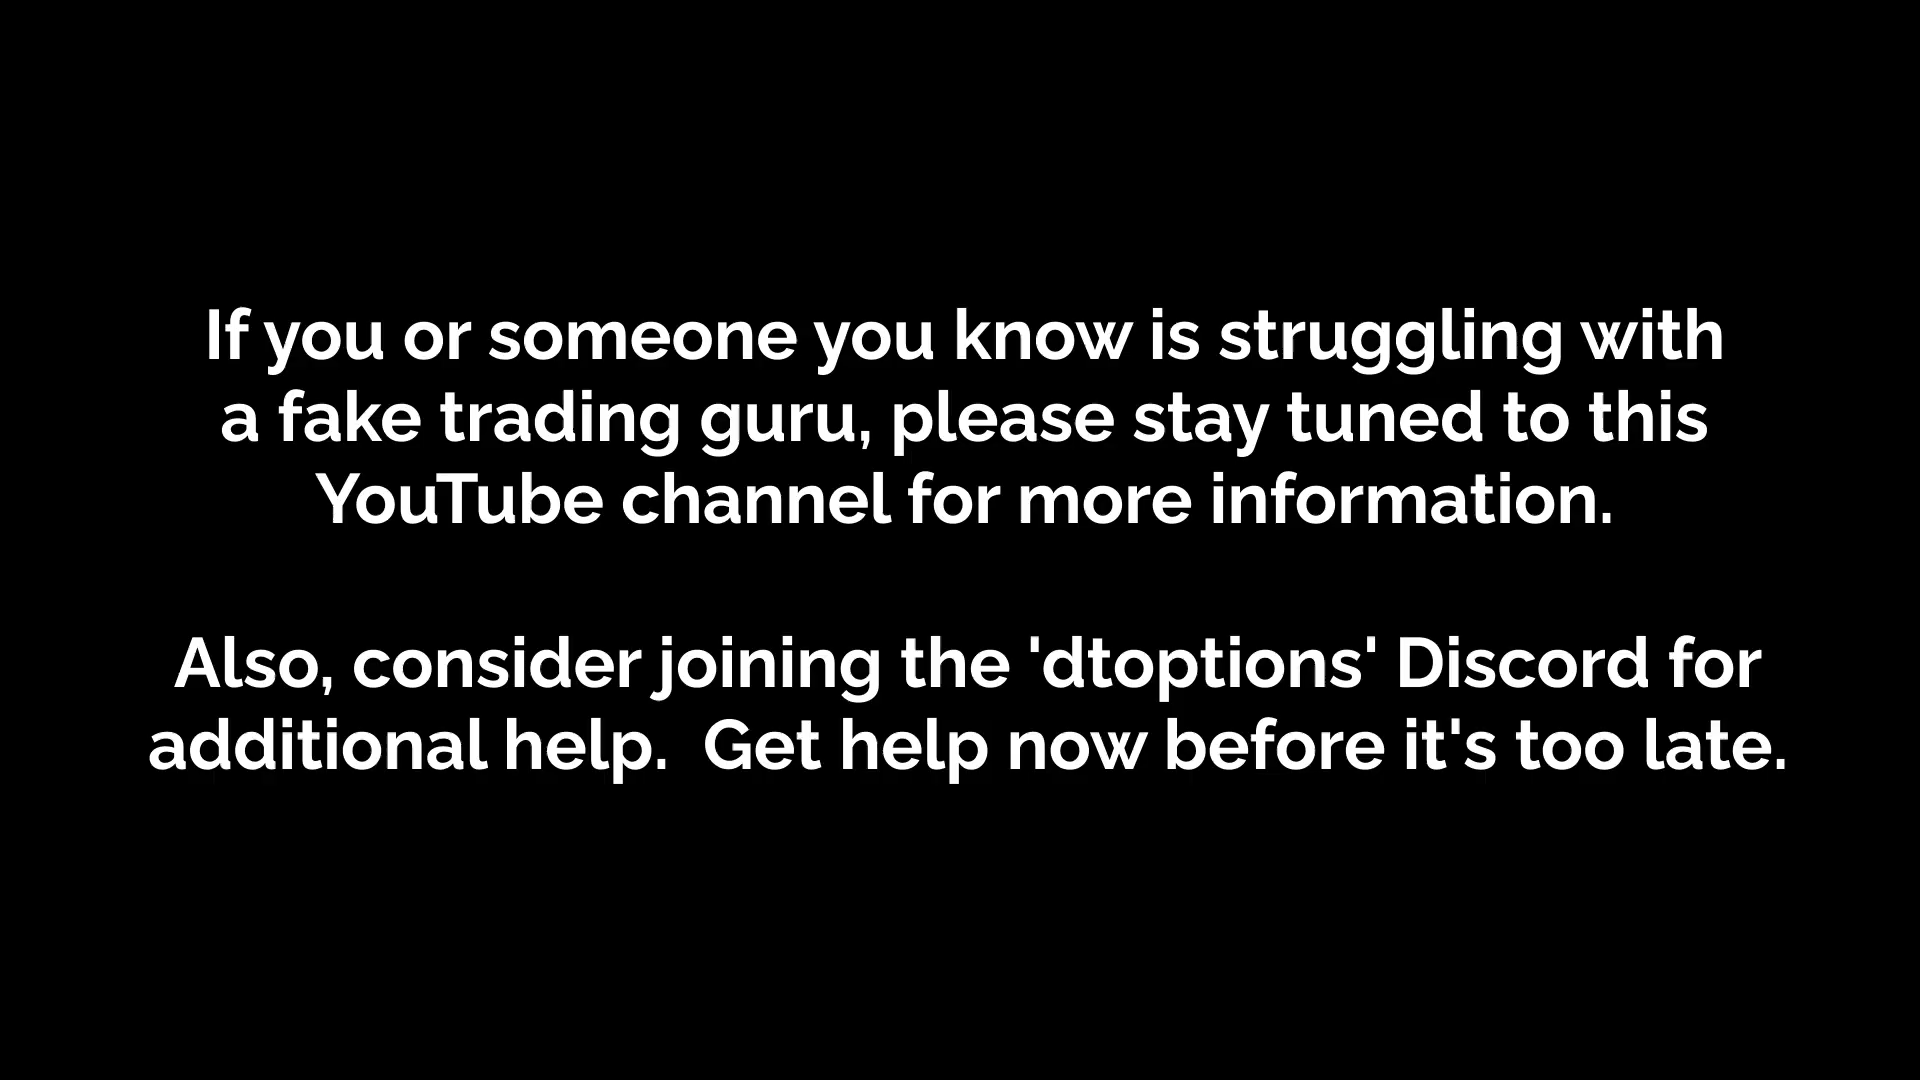 If you or someone you know is struggling with
a fake trading guru, please stay tuned to this
YouTube channel for more information.
Also, consider joining the 'dtoptions' Discord for
additional help.  Get help now before it's too late.